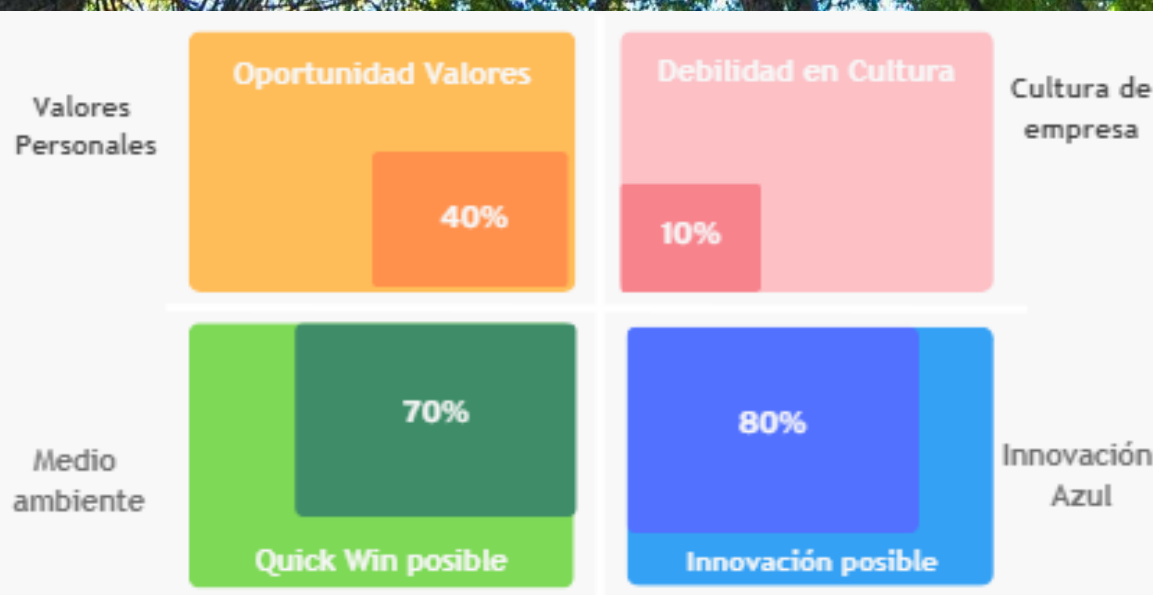 Valores
Personales
Oportunidad Valores
40%
Debilidad en Cultura
10%
Cultura de
empresa
Medio
ambiente
70%
Quick Win posible
80%
Innovación posible
Innovación
Azul